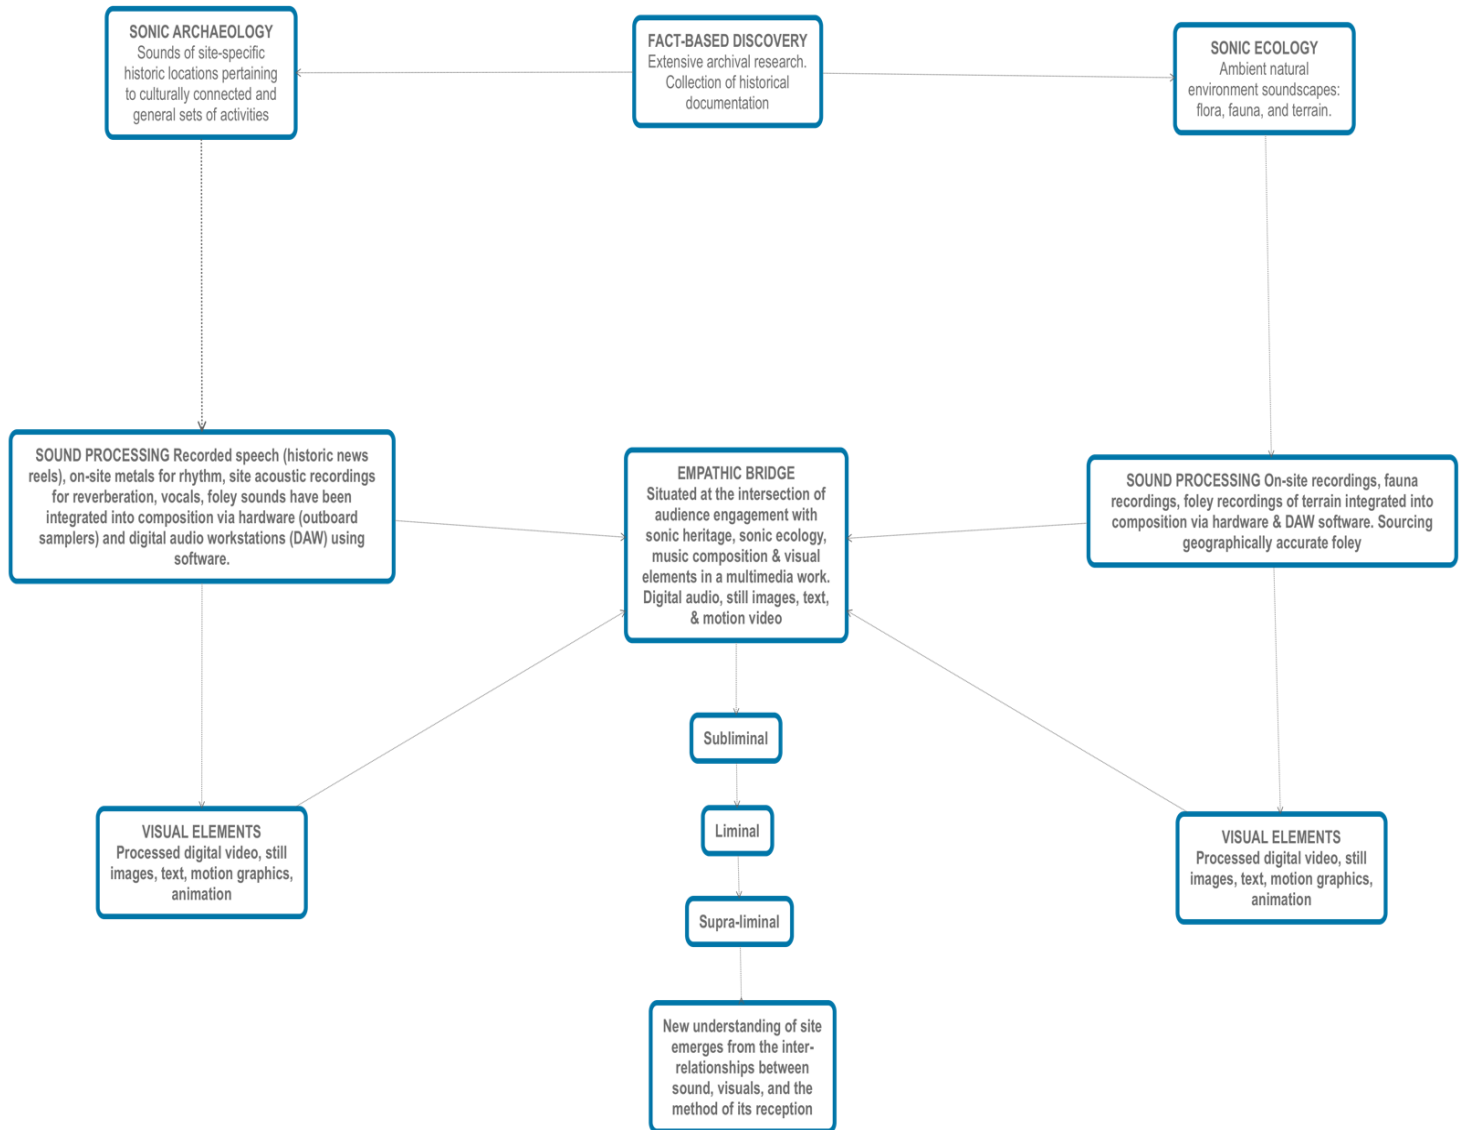 SONIC ARCHAEOLOGY
Sounds of site-specific
historic locations pertaining
to culturally connected and
general sets of activities
FACT-BASED DISCOVERY
Extensive archival research.
Collection of historical
documentation
SONIC ECOLOGY
Ambient natural
environment soundscapes:
flora, fauna, and terrain.
SOUND PROCESSING Recorded speech (historic news
reels), on-site metals for rhythm, site acoustic recordings
for reverberation, vocals, foley sounds have been
integrated into composition via hardware (outboard
samplers) and digital audio workstations (DAW) using
software.
EMPATHIC BRIDGE
Situated at the intersection of
audience engagement with
sonic heritage, sonic ecology,
music composition & visual
elements in a multimedia work.
Digital audio, still images, text,
& motion video
SOUND PROCESSING On-site recordings, fauna
recordings, foley recordings of terrain integrated into
composition via hardware & DAW software. Sourcing
geographically accurate foley
Subliminal
Liminal
Supra-liminal
VISUAL ELEMENTS
Processed digital video, still
images, text, motion graphics,
animation
VISUAL ELEMENTS
Processed digital video, still
images, text, motion graphics,
animation
New understanding of site
emerges from the inter-
relationships between
sound, visuals, and the
method of its reception